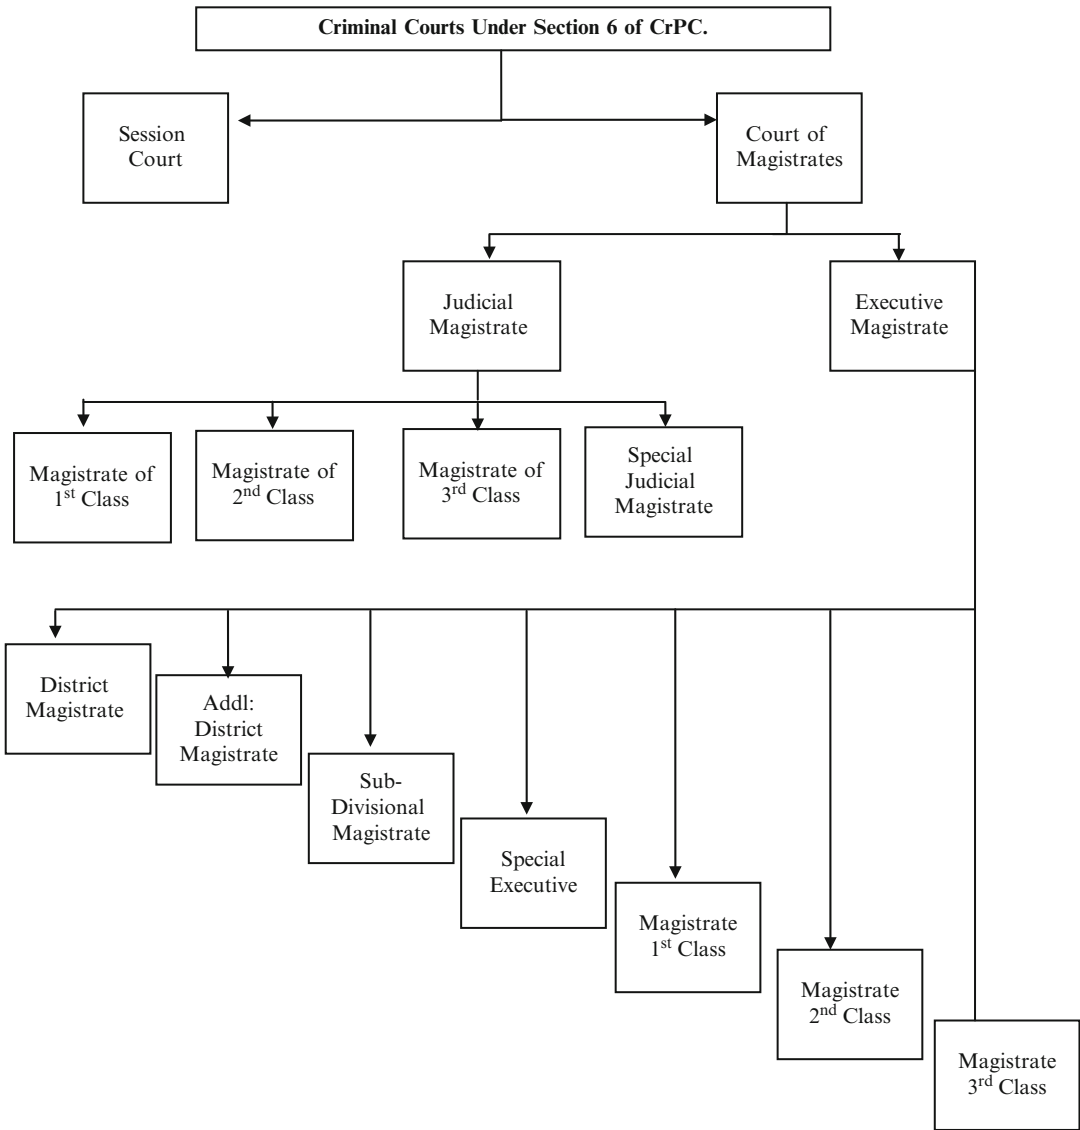 Criminal Courts Under Section 6 of CrPC.
Session
Court
Court of
Magistrates
Judicial
Magistrate
Executive
Magistrate
Magistrate of
1st Class
Magistrate of
2nd Class
Magistrate of
3rd Class
Special
Judicial
Magistrate
District
Magistrate
Addl:
District
Magistrate
Sub-
Divisional
Magistrate
Special
Executive
Magistrate
1st Class
Magistrate
2nd Class
Magistrate
3rd Class